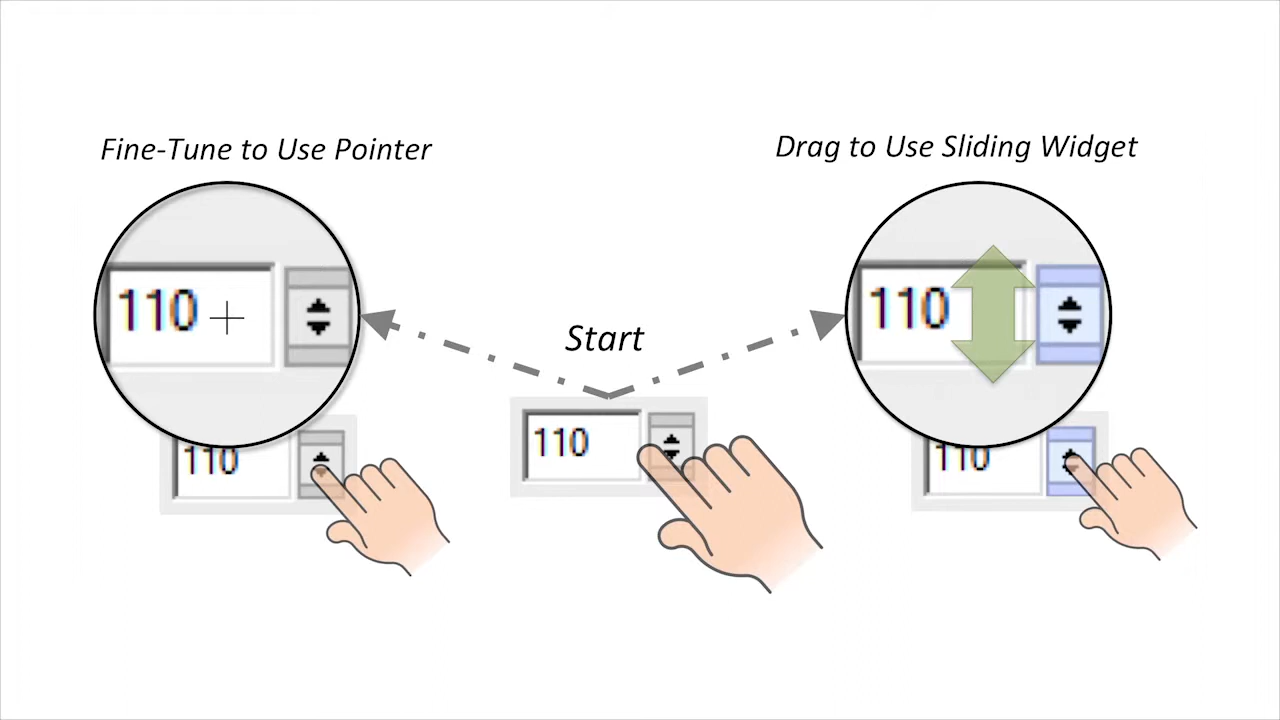 Fine-Tune to Use Pointer
Drag to Use Sliding Widget
110
110
Start
110
110
110